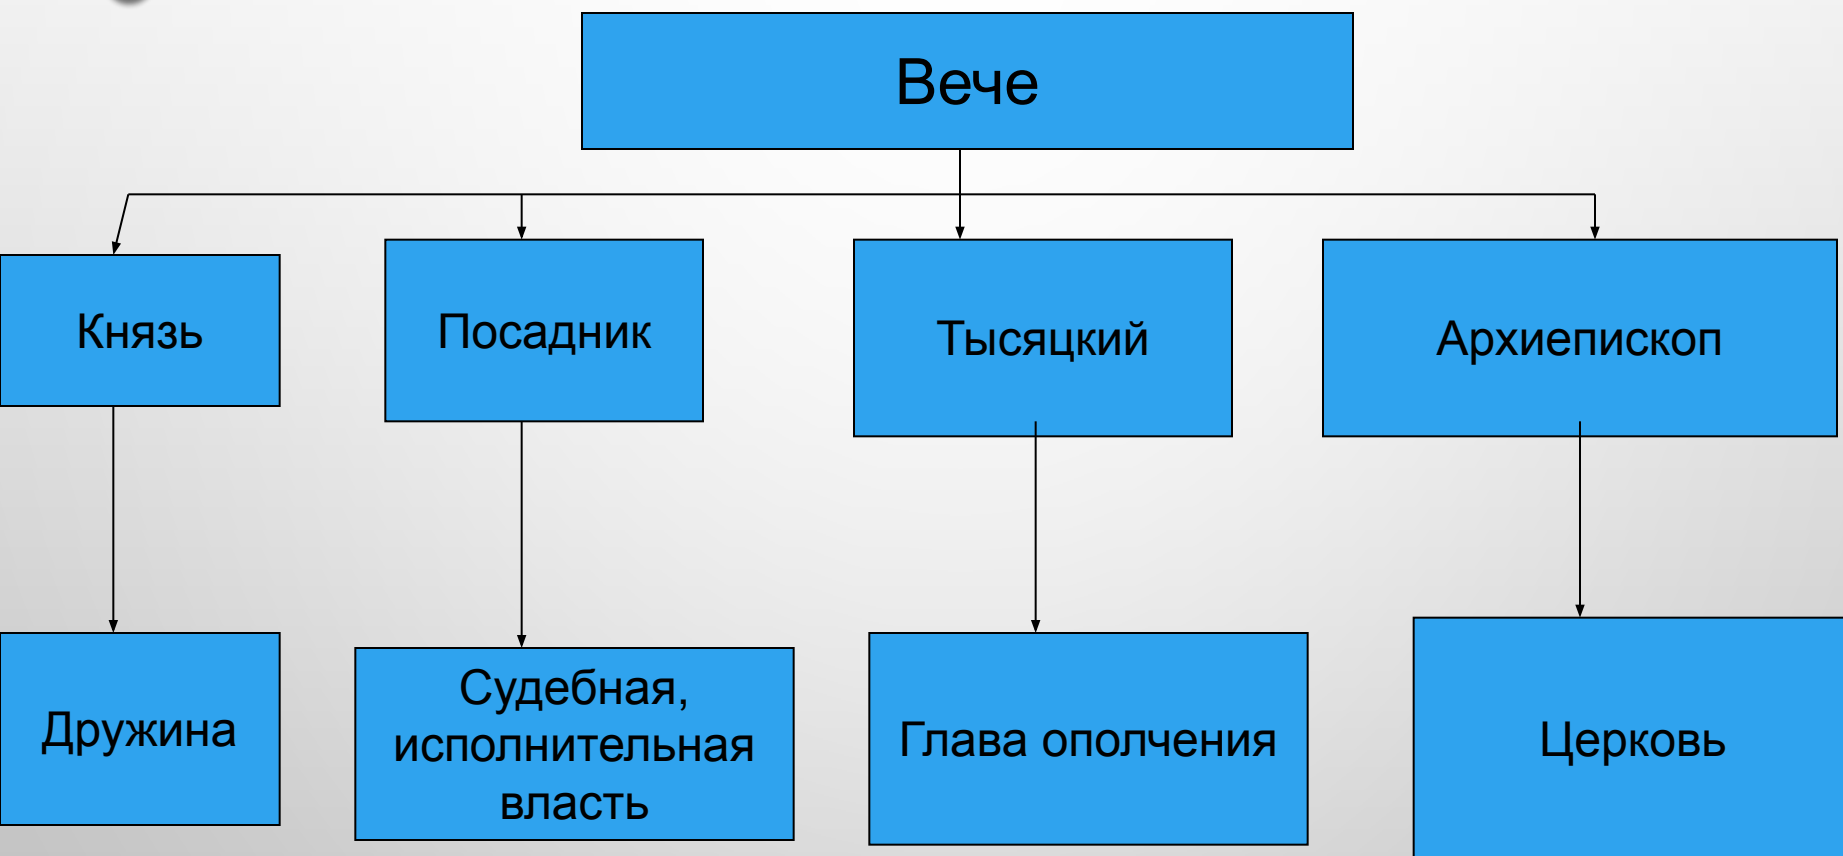 Вече
Князь
Посадник
Тысяцкий
Архиепископ
Дружина
Судебная,
исполнительная
власть
Глава ополчения
Церковь